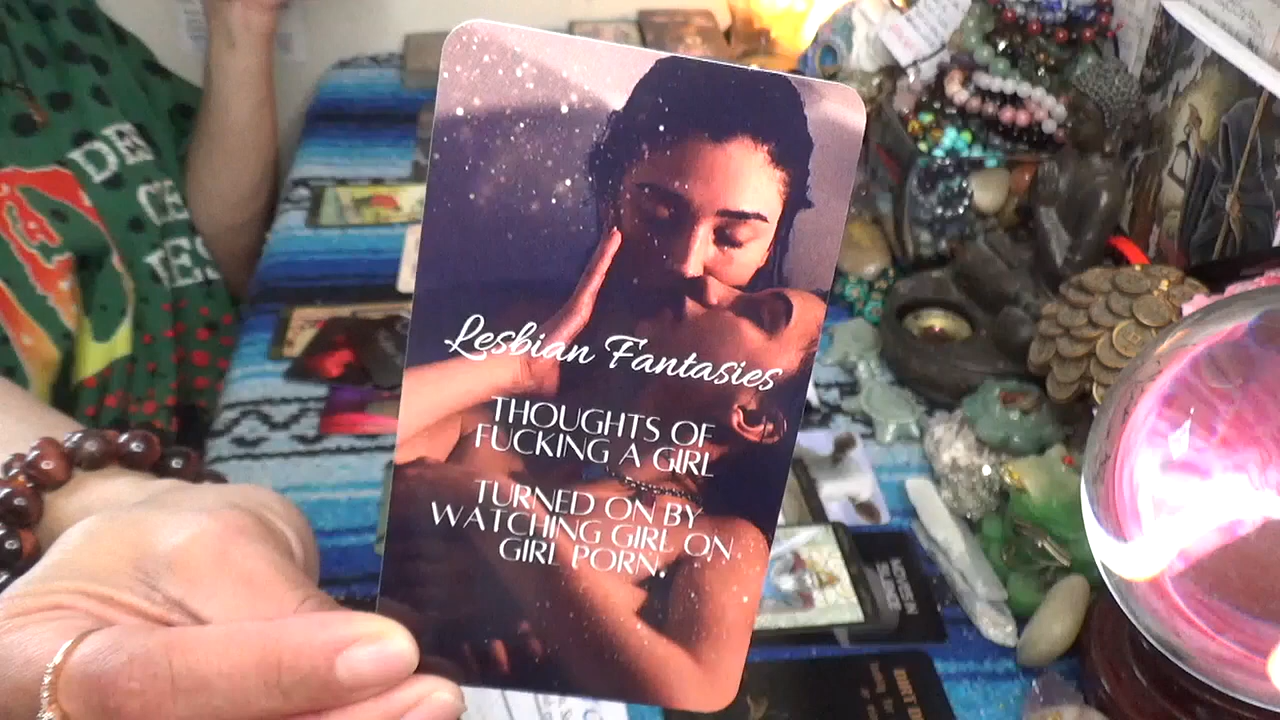 Lesbian Fantasies
THOUGHTS OF
FUCKING A GIRL
TURNED ON BY
WATCHING GIRL ON
GIRL PORN.